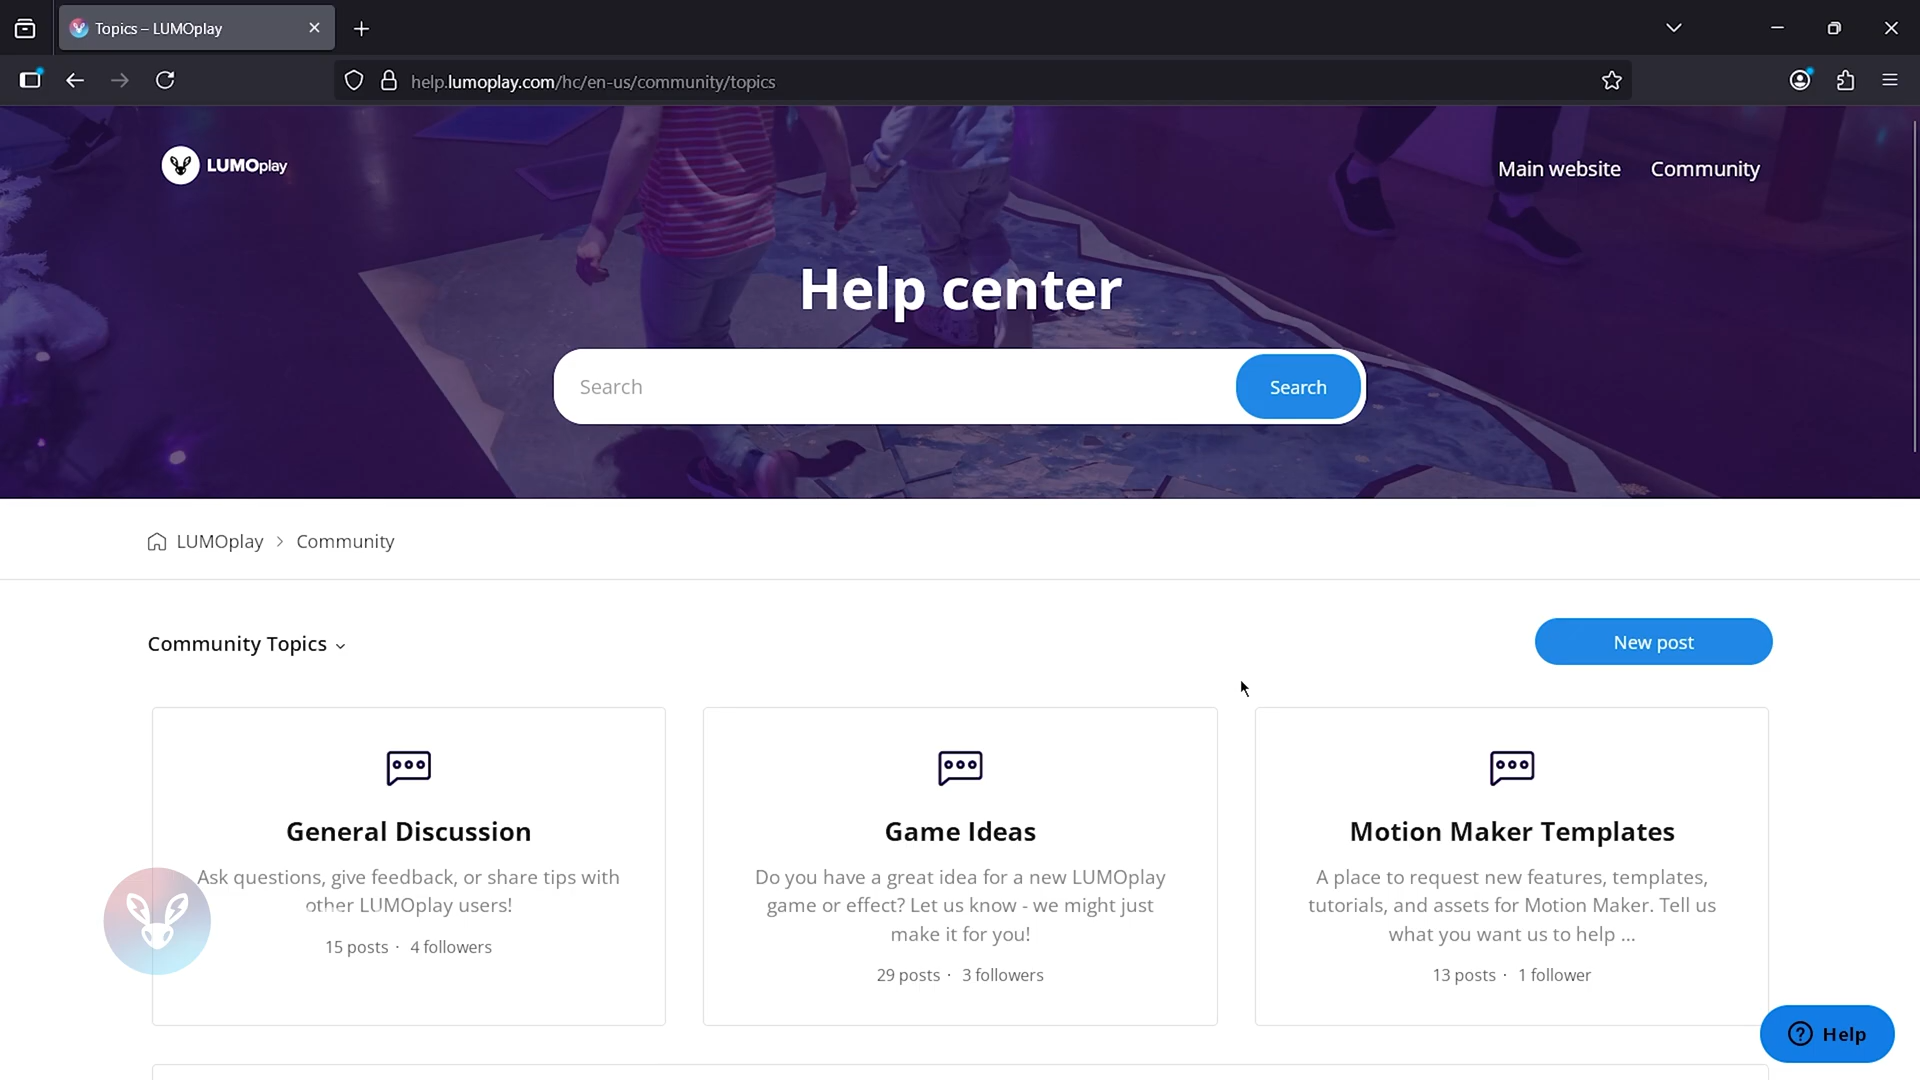 Topics – LUMOplay
help.lumoplay.com/hc/en-us/community/topics
LUMOplay
Main website
Community
Help center
Search
Search
LUMOplay > Community
Community Topics
New post
General Discussion
Ask questions, give feedback, or share tips with
other LUMOplay users!
15 posts · 4 followers
Game Ideas
Do you have a great idea for a new LUMOplay
game or effect? Let us know - we might just
make it for you!
29 posts · 3 followers
Motion Maker Templates
A place to request new features, templates,
tutorials, and assets for Motion Maker. Tell us
what you want us to help ...
13 posts · 1 follower
Help